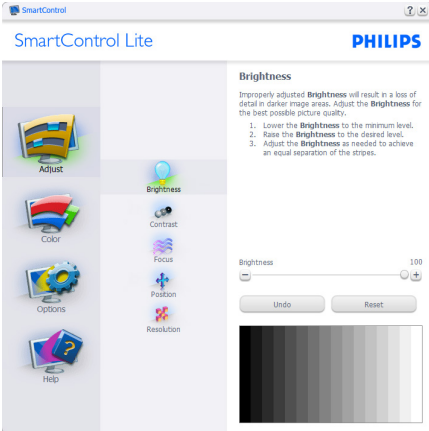 SmartControl
SmartControl Lite
PHILIPS
Adjust
Color
Options
Help
Brightness
Contrast
Focus
Position
Resolution
Brightness
Improperly adjusted Brightness will result in a loss of
detail in darker image areas. Adjust the Brightness for
the best possible picture quality.
1. Lower the Brightness to the minimum level.
2. Raise the Brightness to the desired level.
3. Adjust the Brightness as needed to achieve
an equal separation of the stripes.
Brightness 100
Undo Reset